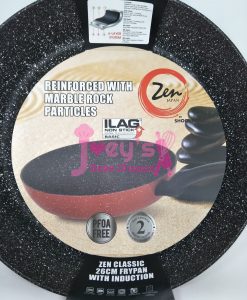 REINFORCED WITH
MARBLE ROCK
PARTICLES
Zen
JAPAN
ILAG
NON STICK
BASIC
Joey's
PFOA
FREE
2
ZEN CLASSIC
26CM FRYPAN
WITH INDUCTION